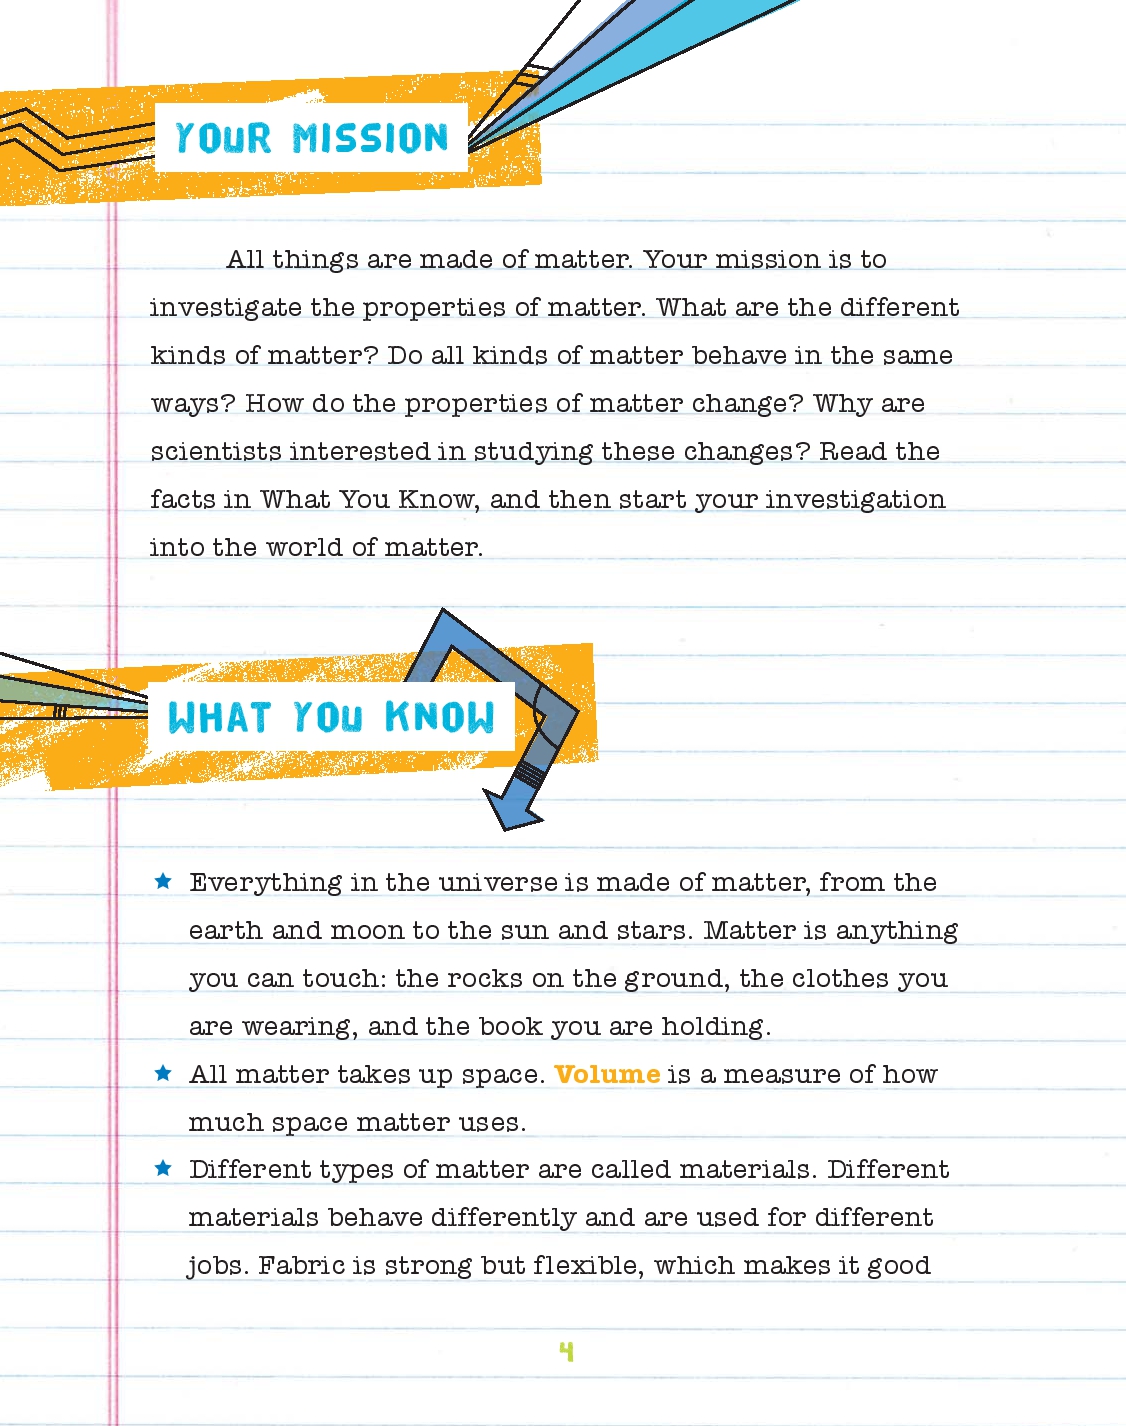 YOUR MISSION
All things are made of matter. Your mission is to
investigate the properties of matter. What are the different
kinds of matter? Do all kinds of matter behave in the same
ways? How do the properties of matter change? Why are
scientists interested in studying these changes? Read the
facts in What You Know, and then start your investigation
into the world of matter.
WHAT YOU KNOW
★ Everything in the universe is made of matter, from the
earth and moon to the sun and stars. Matter is anything
you can touch: the rocks on the ground, the clothes you
are wearing, and the book you are holding.
★ All matter takes up space. Volume is a measure of how
much space matter uses.
★ Different types of matter are called materials. Different
materials behave differently and are used for different
jobs. Fabric is strong but flexible, which makes it good
4